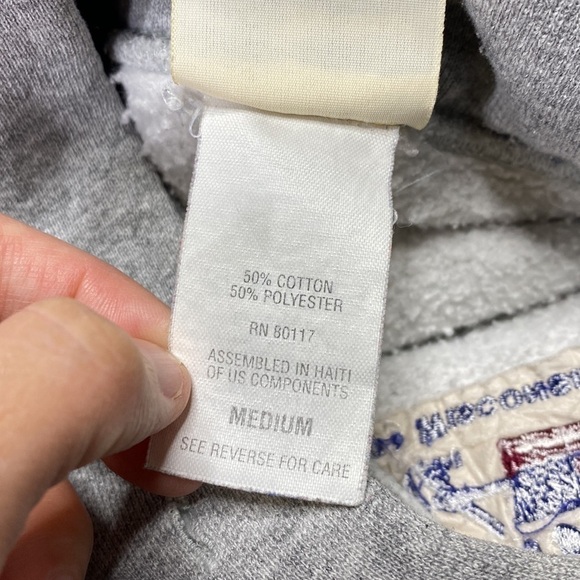 50% COTTON
50% POLYESTER
RN 80117
ASSEMBLED IN HAITI
OF US COMPONENTS
MEDIUM
SEE REVERSE FOR CARE